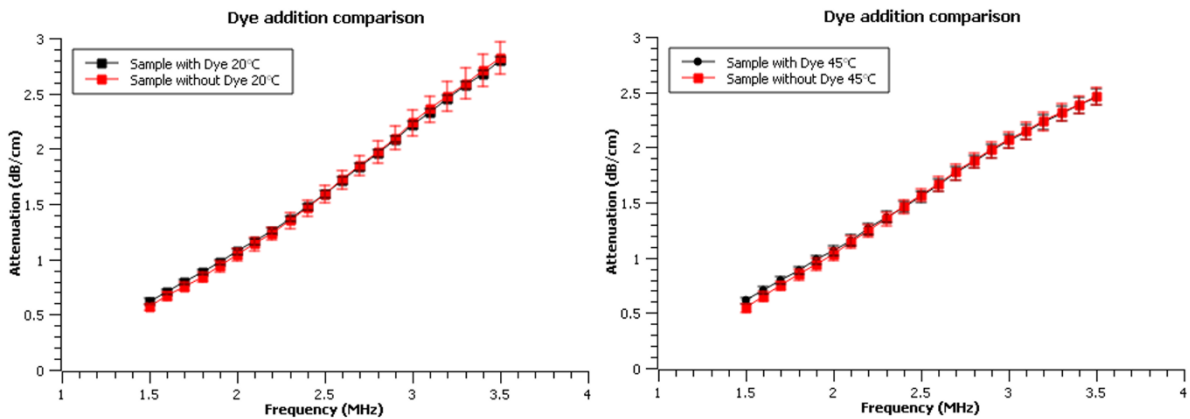 Dye addition comparison
3
2.5
2
1.5
1
0.5
0
Sample with Dye 20°C
Sample without Dye 20°C
Attenuation (dB/cm)
1 1.5 2 2.5 3 3.5 4
Frequency (MHz)
Dye addition comparison
3
2.5
2
1.5
1
0.5
0
Sample with Dye 45°C
Sample without Dye 45°C
Attenuation (dB/cm)
1 1.5 2 2.5 3 3.5 4
Frequency (MHz)